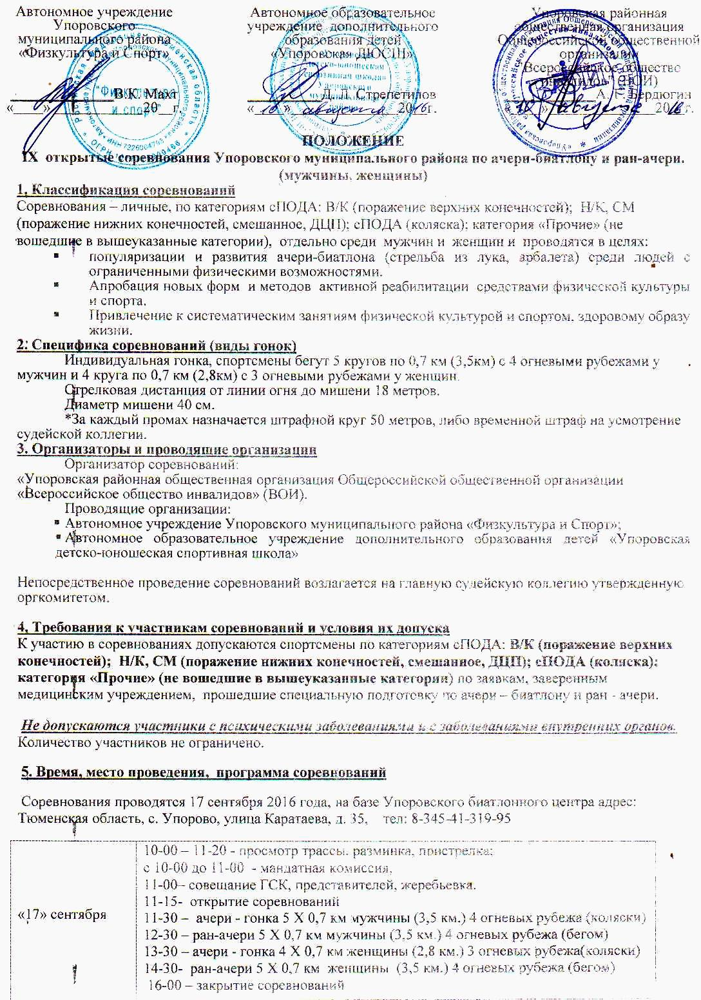 Автономное учреждение
Упоровского
муниципального района
«Физкультура и Спорт»
В.К. Махт
«____»____________20__г.
Автономное образовательное
учреждение дополнительного
образования детей
«Упоровская ДЮСШ»
Д.Л. Стрепетилов
«10» августа 2016г.
Упоровская районная
общественная организация
Общероссийской общественной
организации
"Всероссийское общество
инвалидов" (ВОИ)
А. Г. Бердюгин
«10» августа 2016г.
ПОЛОЖЕНИЕ
IX открытые соревнования Упоровского муниципального района по ачери-биатлону и ран-ачери.
(мужчины, женщины)
1. Классификация соревнований
Соревнования – личные, по категориям сПОДА: В/К (поражение верхних конечностей); Н/К, СМ
(поражение нижних конечностей, смешанное, ДЦП); сПОДА (коляска); категория «Прочие» (не
вошедшие в вышеуказанные категории), отдельно среди мужчин и женщин и проводятся в целях:
▪ популяризации и развития ачери-биатлона (стрельба из лука, арбалета) среди людей с
ограниченными физическими возможностями.
▪ Апробация новых форм и методов активной реабилитации средствами физической культуры
и спорта.
▪ Привлечение к систематическим занятиям физической культурой и спортом, здоровому образу
жизни.
2. Специфика соревнований (виды гонок)
Индивидуальная гонка, спортсмены бегут 5 кругов по 0,7 км (3,5км) с 4 огневыми рубежами у
мужчин и 4 круга по 0,7 км (2,8км) с 3 огневыми рубежами у женщин.
Стрелковая дистанция от линии огня до мишени 18 метров.
Диаметр мишени 40 см.
*За каждый промах назначается штрафной круг 50 метров, либо временной штраф на усмотрение
судейской коллегии.
3. Организаторы и проводящие организации
Организатор соревнований:
«Упоровская районная общественная организация Общероссийской общественной организации
«Всероссийское общество инвалидов» (ВОИ).
Проводящие организации:
▪ Автономное учреждение Упоровского муниципального района «Физкультура и Спорт»;
▪ Автономное образовательное учреждение дополнительного образования детей «Упоровская
детско-юношеская спортивная школа»
Непосредственное проведение соревнований возлагается на главную судейскую коллегию утвержденную
оргкомитетом.
4. Требования к участникам соревнований и условия их допуска
К участию в соревнованиях допускаются спортсмены по категориям сПОДА: В/К (поражение верхних
конечностей); Н/К, СМ (поражение нижних конечностей, смешанное, ДЦП); сПОДА (коляска);
категория «Прочие» (не вошедшие в вышеуказанные категории) по заявкам, заверенным
медицинским учреждением, прошедшие специальную подготовку по ачери – биатлону и ран - ачери.
Не допускаются участники с психическими заболеваниями и с заболеваниями внутренних органов.
Количество участников не ограничено.
5. Время, место проведения, программа соревнований
Соревнования проводятся 17 сентября 2016 года, на базе Упоровского биатлонного центра адрес:
Тюменская область, с. Упорово, улица Каратаева, д. 35, тел: 8-345-41-319-95
«17» сентября
10-00 – 11-20 - просмотр трассы, разминка, пристрелка;
с 10-00 до 11-00 - мандатная комиссия,
11-00– совещание ГСК, представителей, жеребьевка.
11-15- открытие соревнований
11-30 – ачери - гонка 5 Х 0,7 км мужчины (3,5 км.) 4 огневых рубежа (коляски)
12-30 – ран-ачери 5 Х 0,7 км мужчины (3,5 км.) 4 огневых рубежа (бегом)
13-30 – ачери - гонка 4 Х 0,7 км женщины (2,8 км.) 3 огневых рубежа(коляски)
14-30- ран-ачери 5 Х 0,7 км женщины (3,5 км.) 4 огневых рубежа (бегом)
16-00 – закрытие соревнований